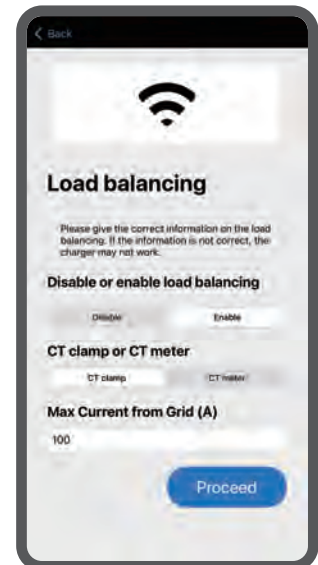 Back
Load balancing
Please give the correct information on the load
balancing. If the information is not correct, the
charger may not work.
Disable or enable load balancing
Disable Enable
CT clamp or CT meter
CT clamp CT meter
Max Current from Grid (A)
100
Proceed